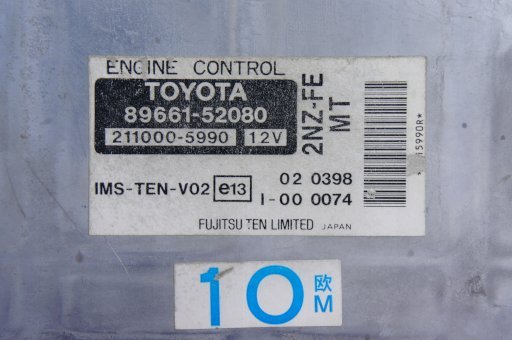 ENGINE CONTROL
TOYOTA
89661-52080
211000-5990 12V
2NZ-FE
MT
IMS-TEN-V02 e13 02 0398
I-00 0074
FUJITSU TEN LIMITED JAPAN
10 欧
M